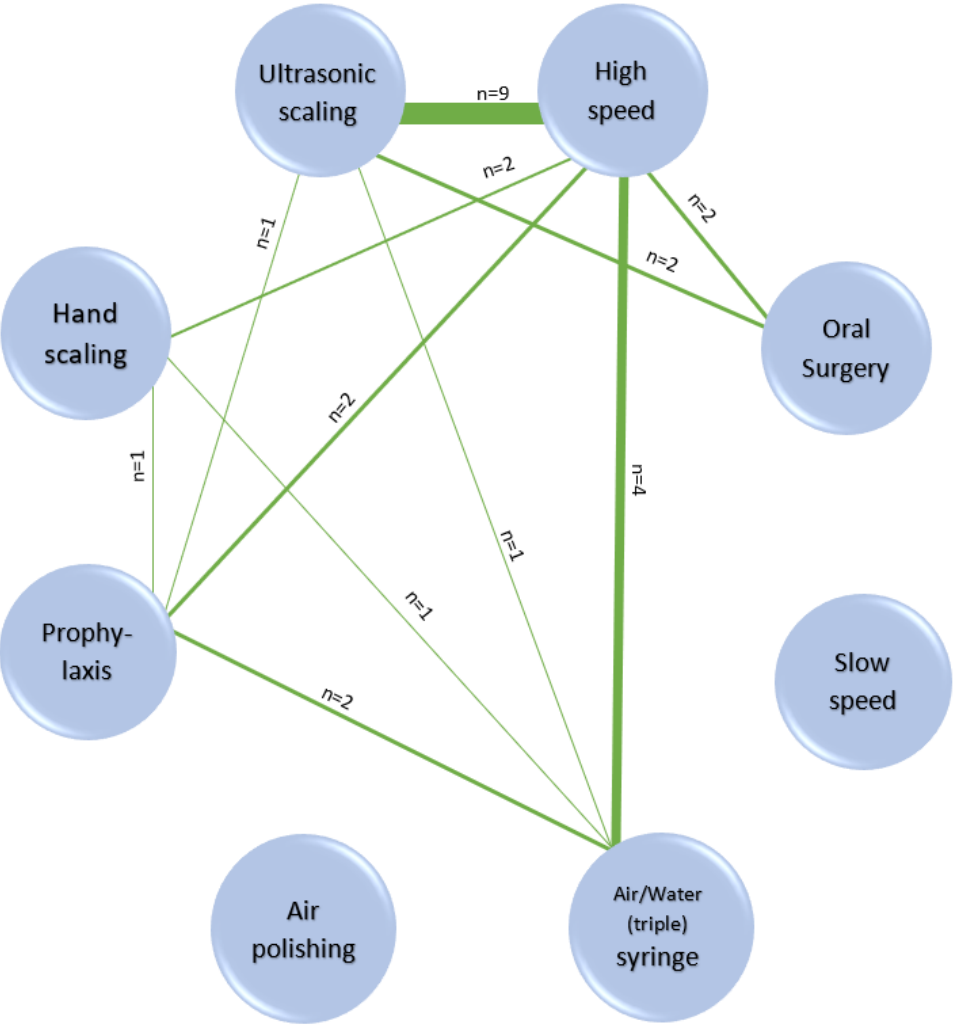 Ultrasonic
scaling
n=9
High
speed
n=2
n=2
n=1
n=2
Hand
scaling
Oral
Surgery
n=2
n=1
n=4
n=1
n=1
Prophy-
laxis
n=2
Slow
speed
Air
polishing
Air/Water
(triple)
syringe